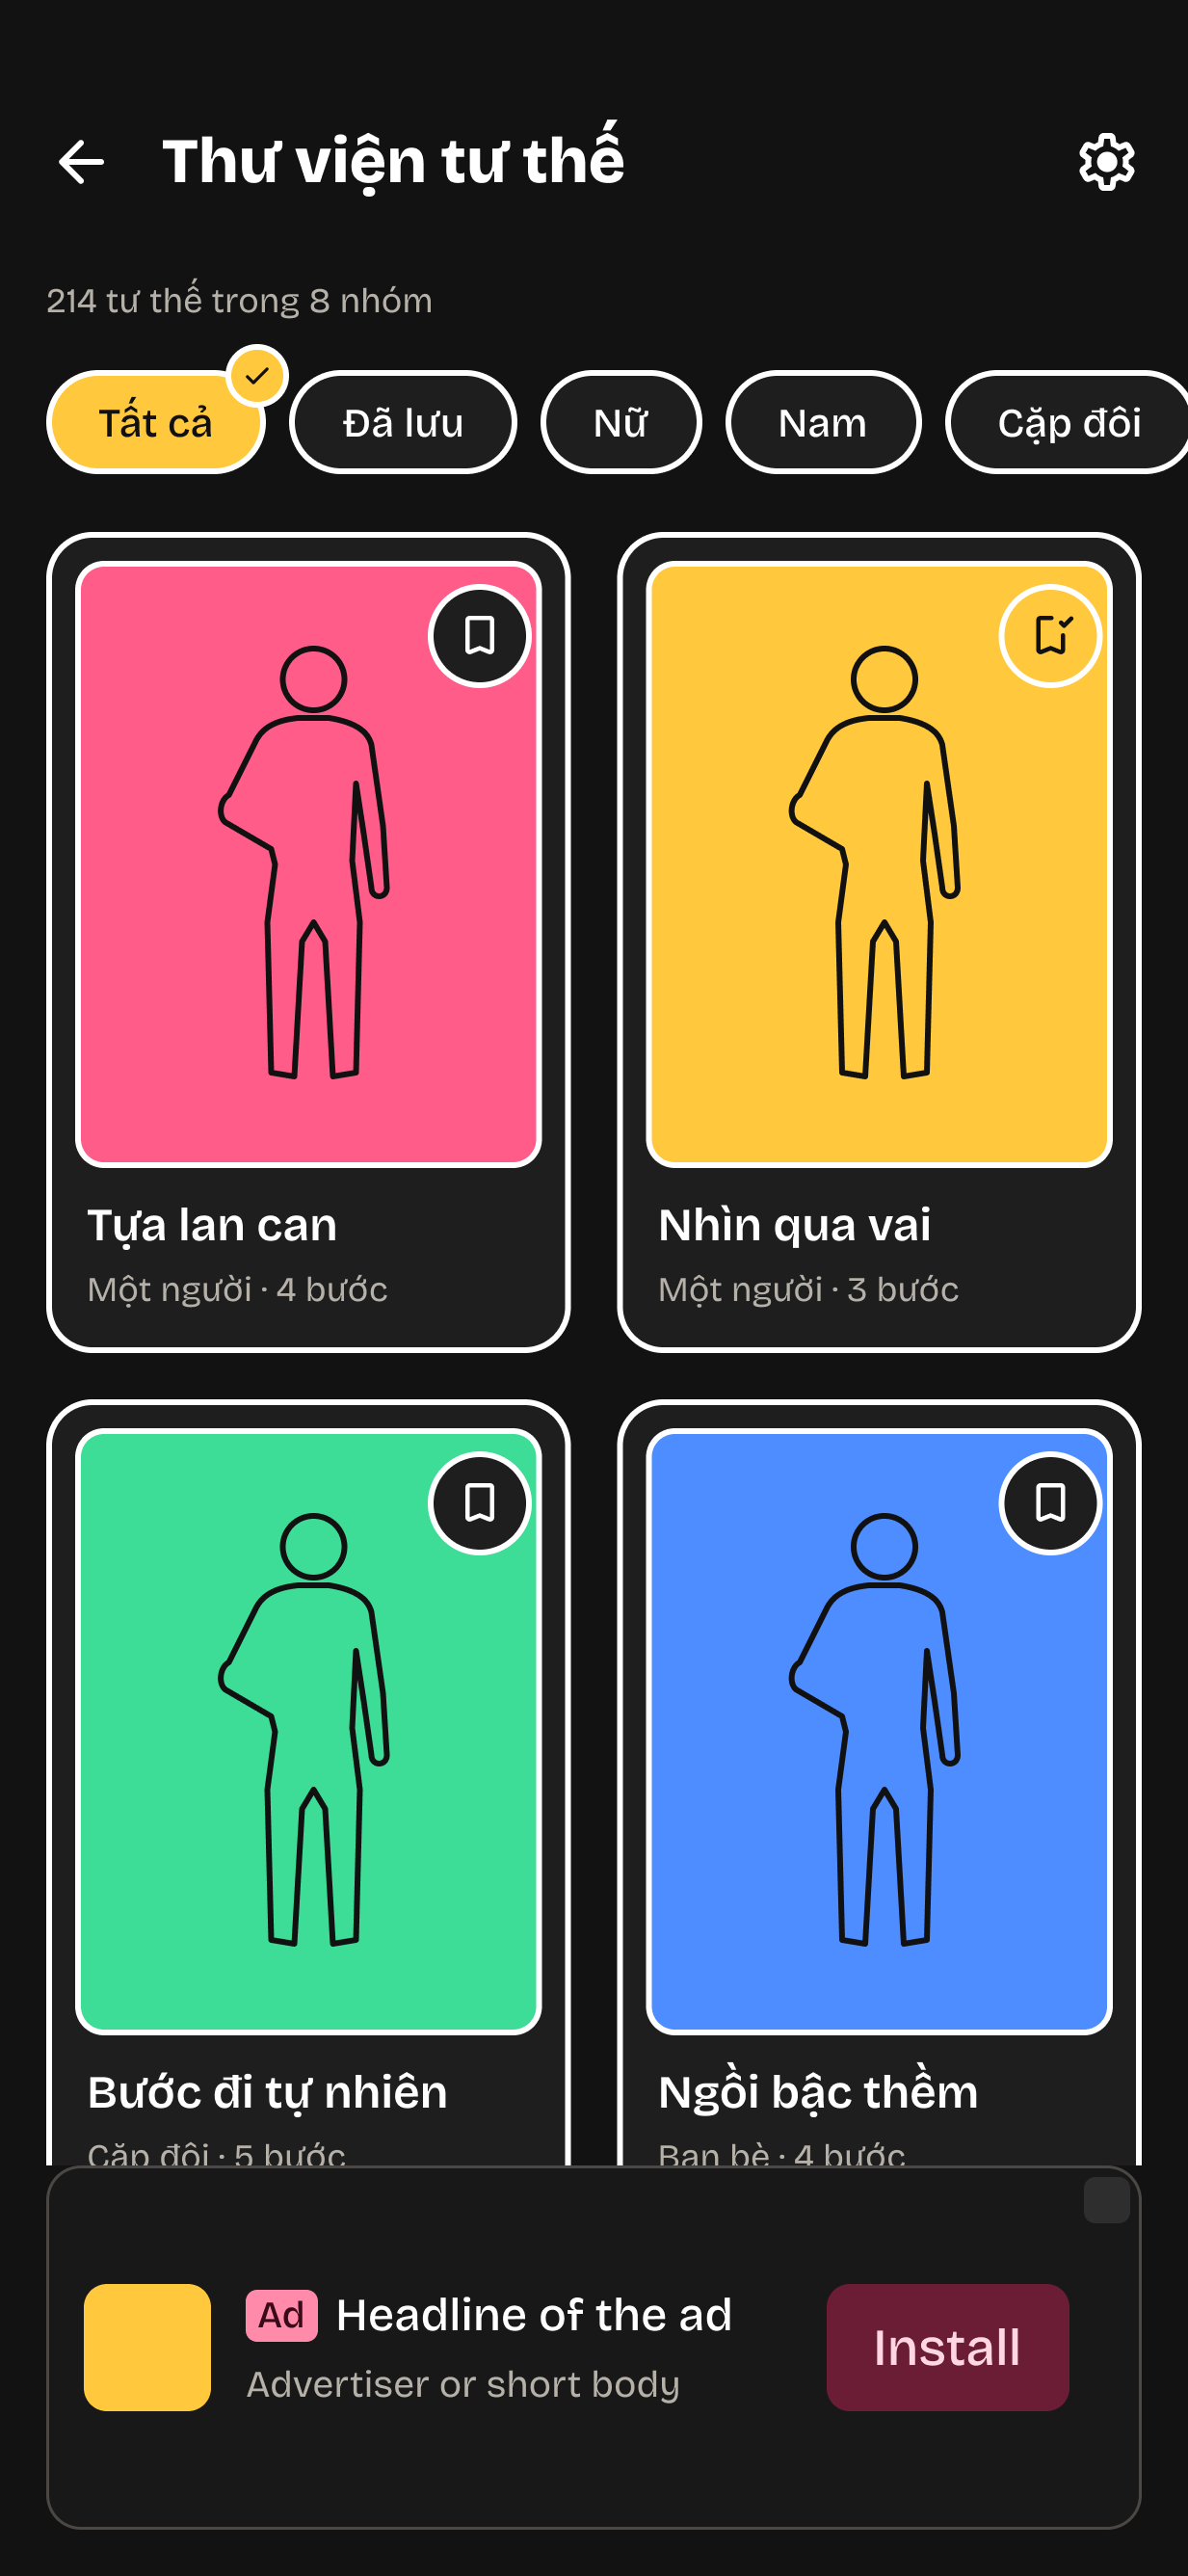 Thư viện tư thế
214 tư thế trong 8 nhóm
Tất cả
Đã lưu
Nữ
Nam
Cặp đôi
Tựa lan can
Một người · 4 bước
Nhìn qua vai
Một người · 3 bước
Bước đi tự nhiên
Cặp đôi · 5 bước
Ngồi bậc thềm
Bạn bè · 4 bước
Ad Headline of the ad
Advertiser or short body
Install